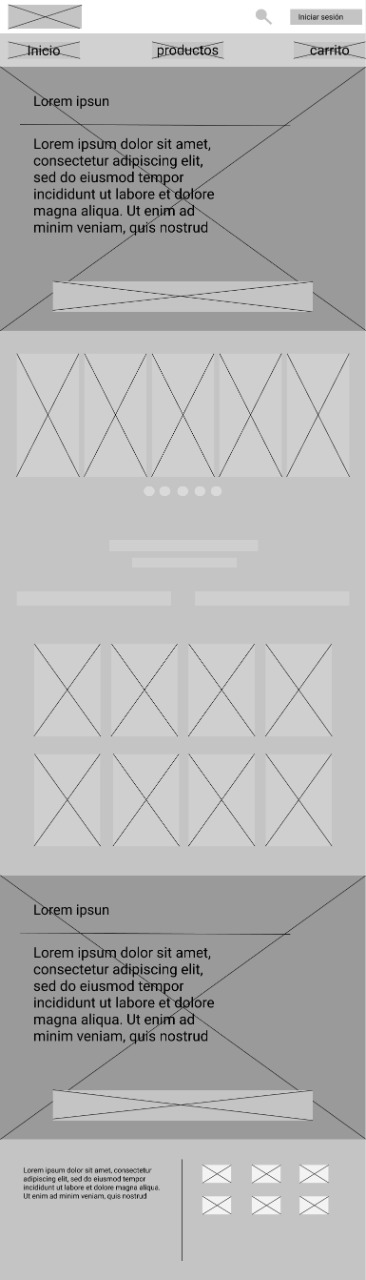 Iniciar sesión
Inicio
productos
carrito
Lorem ipsun
Lorem ipsum dolor sit amet,
consectetur adipiscing elit,
sed do eiusmod tempor
incididunt ut labore et dolore
magna aliqua. Ut enim ad
minim veniam, quis nostrud
Lorem ipsun
Lorem ipsum dolor sit amet,
consectetur adipiscing elit,
sed do eiusmod tempor
incididunt ut labore et dolore
magna aliqua. Ut enim ad
minim veniam, quis nostrud
Lorem ipsum dolor sit amet, consectetur
adipiscing elit, sed do eiusmod tempor
incididunt ut labore et dolore magna aliqua.
Ut enim ad minim veniam, quis nostrud